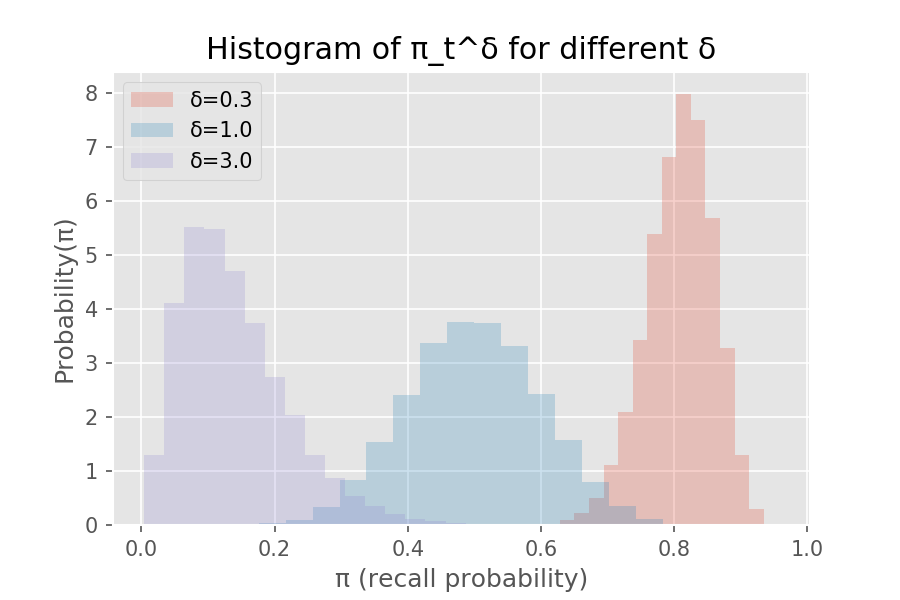 Histogram of π_t^δ for different δ
δ=0.3
δ=1.0
δ=3.0
Probability(π)
8
7
6
5
4
3
2
1
0
0.0 0.2 0.4 0.6 0.8 1.0
π (recall probability)